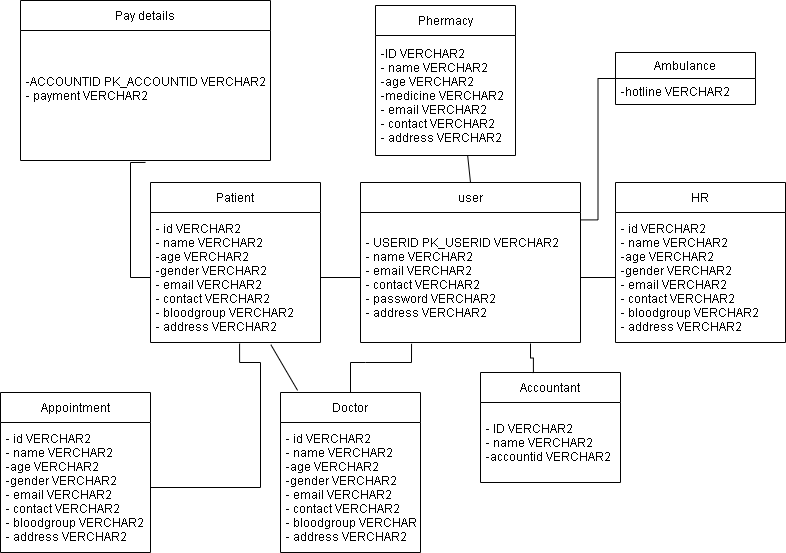 Pay details
-ACCOUNTID PK_ACCOUNTID VERCHAR2
- payment VERCHAR2
Phermacy
-ID VERCHAR2
- name VERCHAR2
-age VERCHAR2
-medicine VERCHAR2
- email VERCHAR2
- contact VERCHAR2
- address VERCHAR2
Ambulance
-hotline VERCHAR2
Patient
- id VERCHAR2
- name VERCHAR2
-age VERCHAR2
-gender VERCHAR2
- email VERCHAR2
- contact VERCHAR2
- bloodgroup VERCHAR2
- address VERCHAR2
user
- USERID PK_USERID VERCHAR2
- name VERCHAR2
- email VERCHAR2
- contact VERCHAR2
- password VERCHAR2
- address VERCHAR2
HR
- id VERCHAR2
- name VERCHAR2
-age VERCHAR2
-gender VERCHAR2
- email VERCHAR2
- contact VERCHAR2
- bloodgroup VERCHAR2
- address VERCHAR2
Appointment
- id VERCHAR2
- name VERCHAR2
-age VERCHAR2
-gender VERCHAR2
- email VERCHAR2
- contact VERCHAR2
- bloodgroup VERCHAR2
- address VERCHAR2
Doctor
- id VERCHAR2
- name VERCHAR2
-age VERCHAR2
-gender VERCHAR2
- email VERCHAR2
- contact VERCHAR2
- bloodgroup VERCHAR
- address VERCHAR2
Accountant
- ID VERCHAR2
- name VERCHAR2
-accountid VERCHAR2